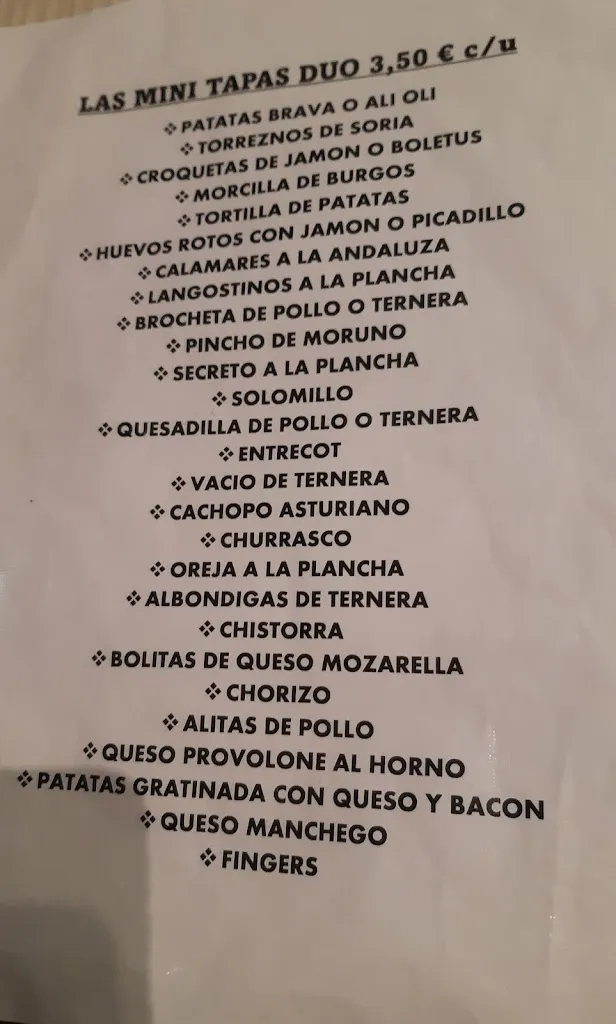 LAS MINI TAPAS DUO 3,50 € c/u
❖ PATATAS BRAVA O ALI OLI
❖ TORREZNOS DE SORIA
❖ CROQUETAS DE JAMON O BOLETUS
❖ MORCILLA DE BURGOS
❖ TORTILLA DE PATATAS
❖ HUEVOS ROTOS CON JAMON O PICADILLO
❖ CALAMARES A LA ANDALUZA
❖ LANGOSTINOS A LA PLANCHA
❖ BROCHETA DE POLLO O TERNERA
❖ PINCHO DE MORUNO
❖ SECRETO A LA PLANCHA
❖ SOLOMILLO
❖ QUESADILLA DE POLLO O TERNERA
❖ ENTRECOT
❖ VACIO DE TERNERA
❖ CACHOPO ASTURIANO
❖ CHURRASCO
❖ OREJA A LA PLANCHA
❖ ALBONDIGAS DE TERNERA
❖ CHISTORRA
❖ BOLITAS DE QUESO MOZARELLA
❖ CHORIZO
❖ ALITAS DE POLLO
❖ QUESO PROVOLONE AL HORNO
❖ PATATAS GRATINADA CON QUESO Y BACON
❖ QUESO MANCHEGO
❖ FINGERS